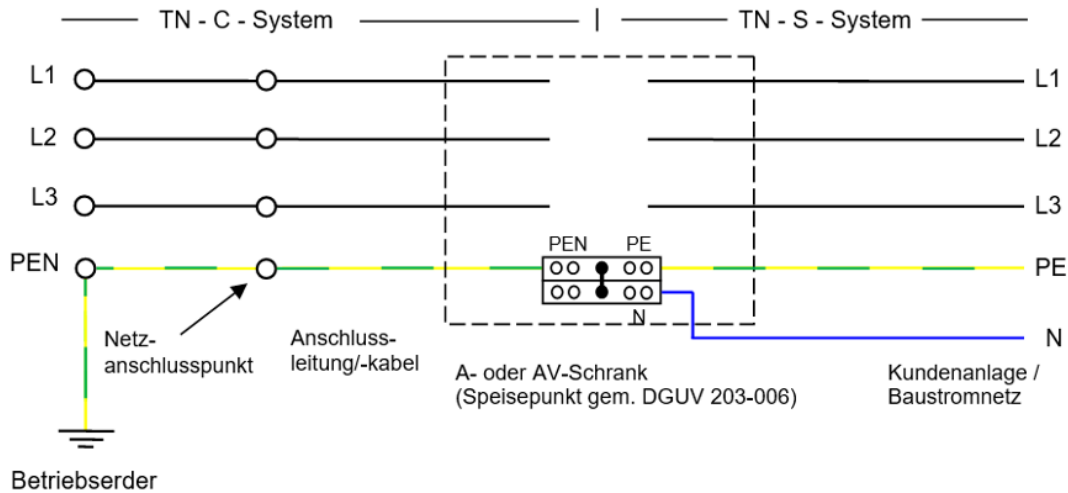 TN - C - System
TN - S - System
L1
L1
L2
L2
L3
L3
PEN
PEN
PE
PE
N
N
Netz-
anschlusspunkt
Anschluss-
leitung/-kabel
A- oder AV-Schrank
(Speisepunkt gem. DGUV 203-006)
Kundenanlage /
Baustromnetz
Betriebserder